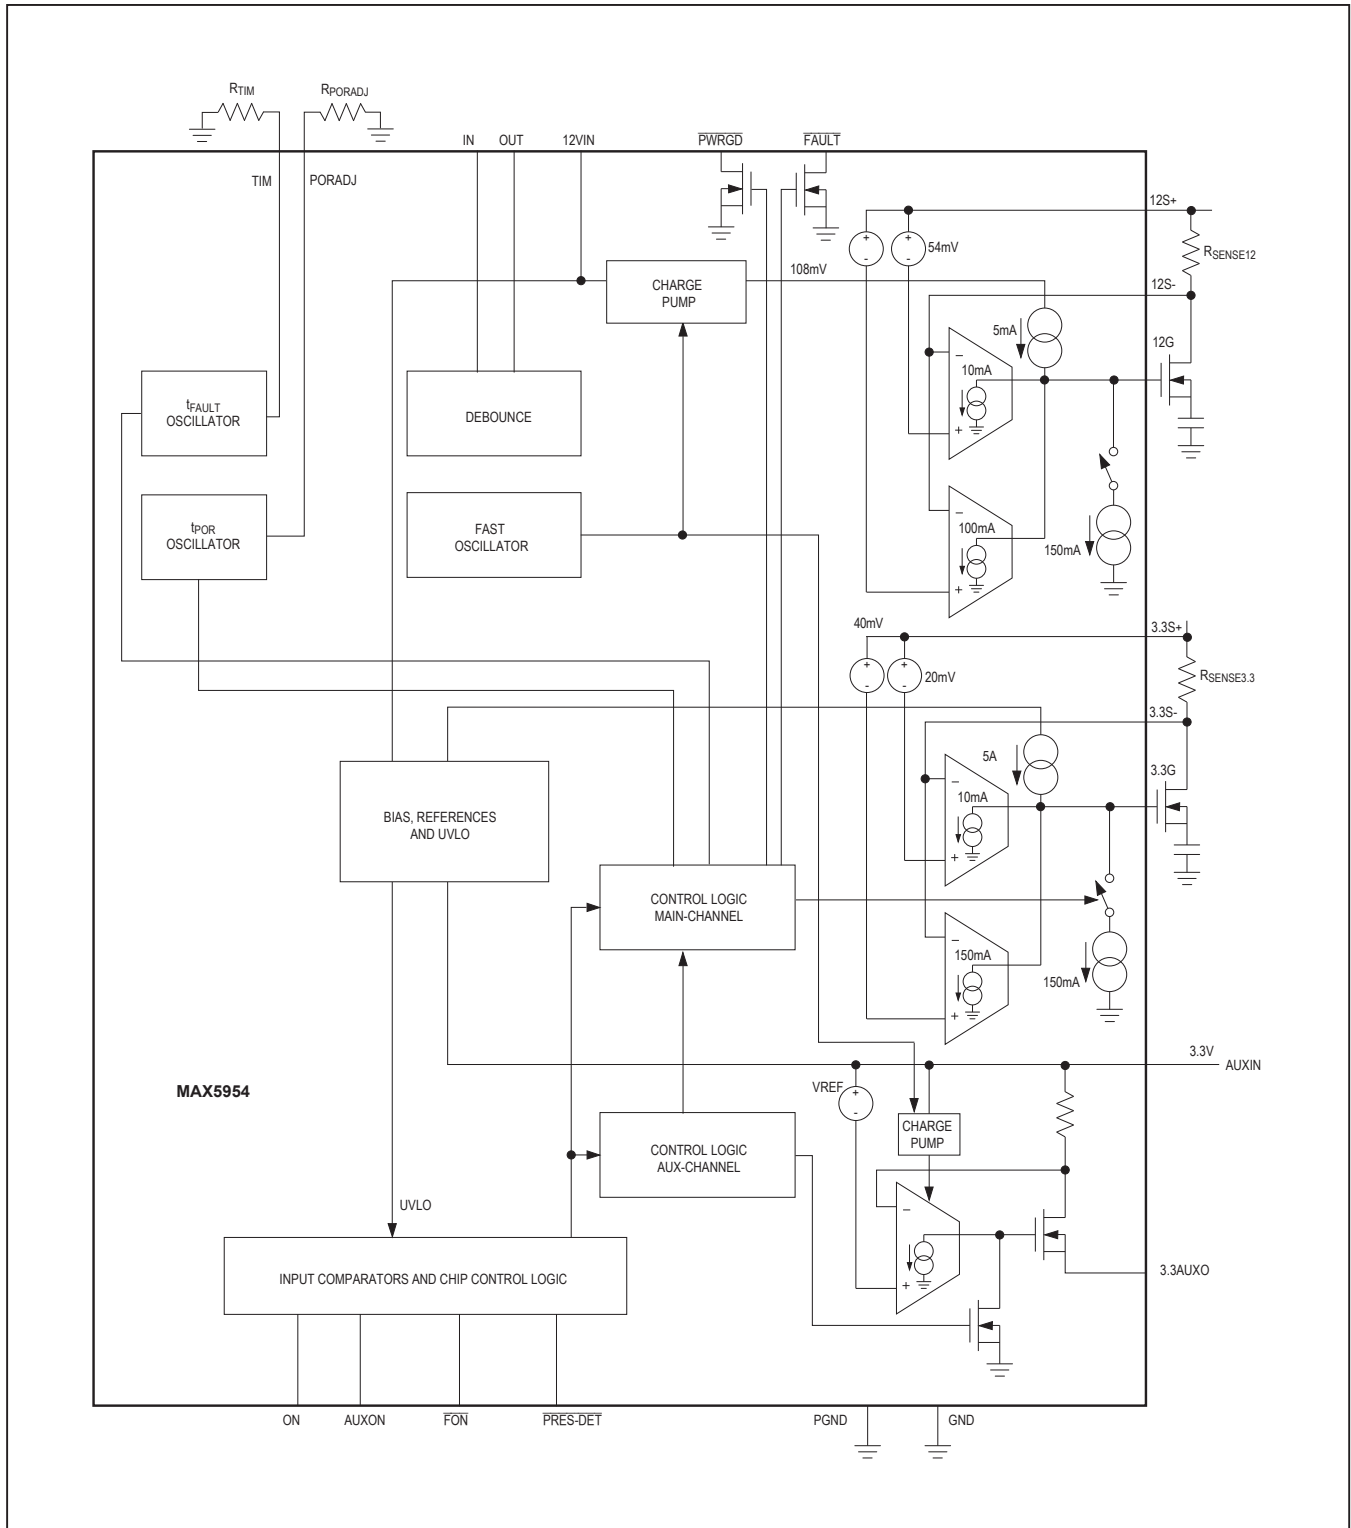 RTIM
RPORADJ
IN
OUT
12VIN
PWRGD
FAULT
TIM
PORADJ
12S+
54mV
RSENSE12
108mV
CHARGE
PUMP
12S-
5mA
12G
10mA
tFAULT
OSCILLATOR
DEBOUNCE
tPOR
OSCILLATOR
FAST
OSCILLATOR
100mA
150mA
40mV
3.3S+
20mV
RSENSE3.3
3.3S-
5A
3.3G
10mA
BIAS, REFERENCES
AND UVLO
CONTROL LOGIC
MAIN-CHANNEL
150mA
150mA
3.3V
AUXIN
MAX5954
VREF
CHARGE
PUMP
CONTROL LOGIC
AUX-CHANNEL
UVLO
INPUT COMPARATORS AND CHIP CONTROL LOGIC
3.3AUXO
ON
AUXON
FON
PRES-DET
PGND
GND